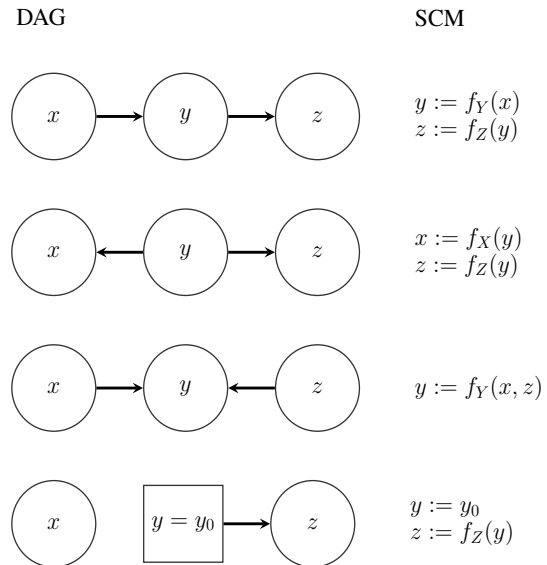 DAG SCM
x y z y := f_Y(x)
z := f_Z(y)
x y z x := f_X(y)
z := f_Z(y)
x y z y := f_Y(x, z)
x y = y_0 z y := y_0
z := f_Z(y)